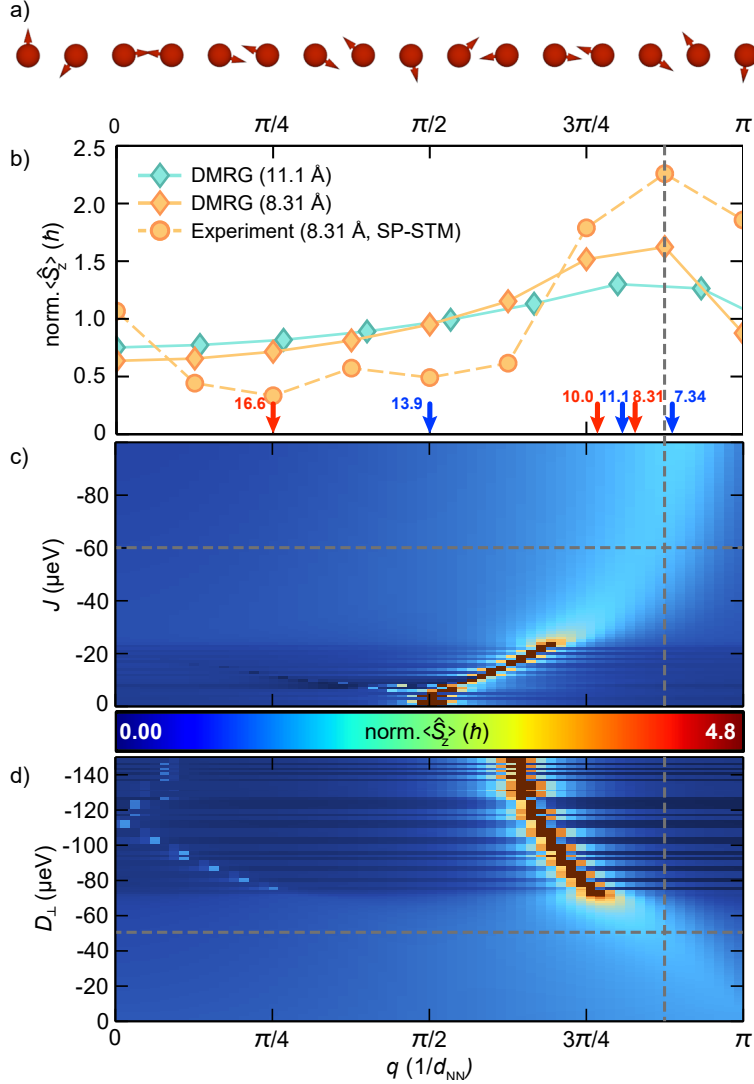 a)
0 π/4 π/2 3π/4 π
b)
2.5
2.0
1.5
1.0
0.5
0
norm.<Ŝz> (ħ)
DMRG (11.1 Å)
DMRG (8.31 Å)
Experiment (8.31 Å, SP-STM)
16.6 13.9 10.0 11.1 8.31 7.34
c)
-80
-60
-40
-20
0
J (µeV)
0.00 norm.<Ŝz> (ħ) 4.8
d)
-140
-120
-100
-80
-60
-40
-20
0
D⊥ (µeV)
0 π/4 π/2 3π/4 π
q (1/dNN)